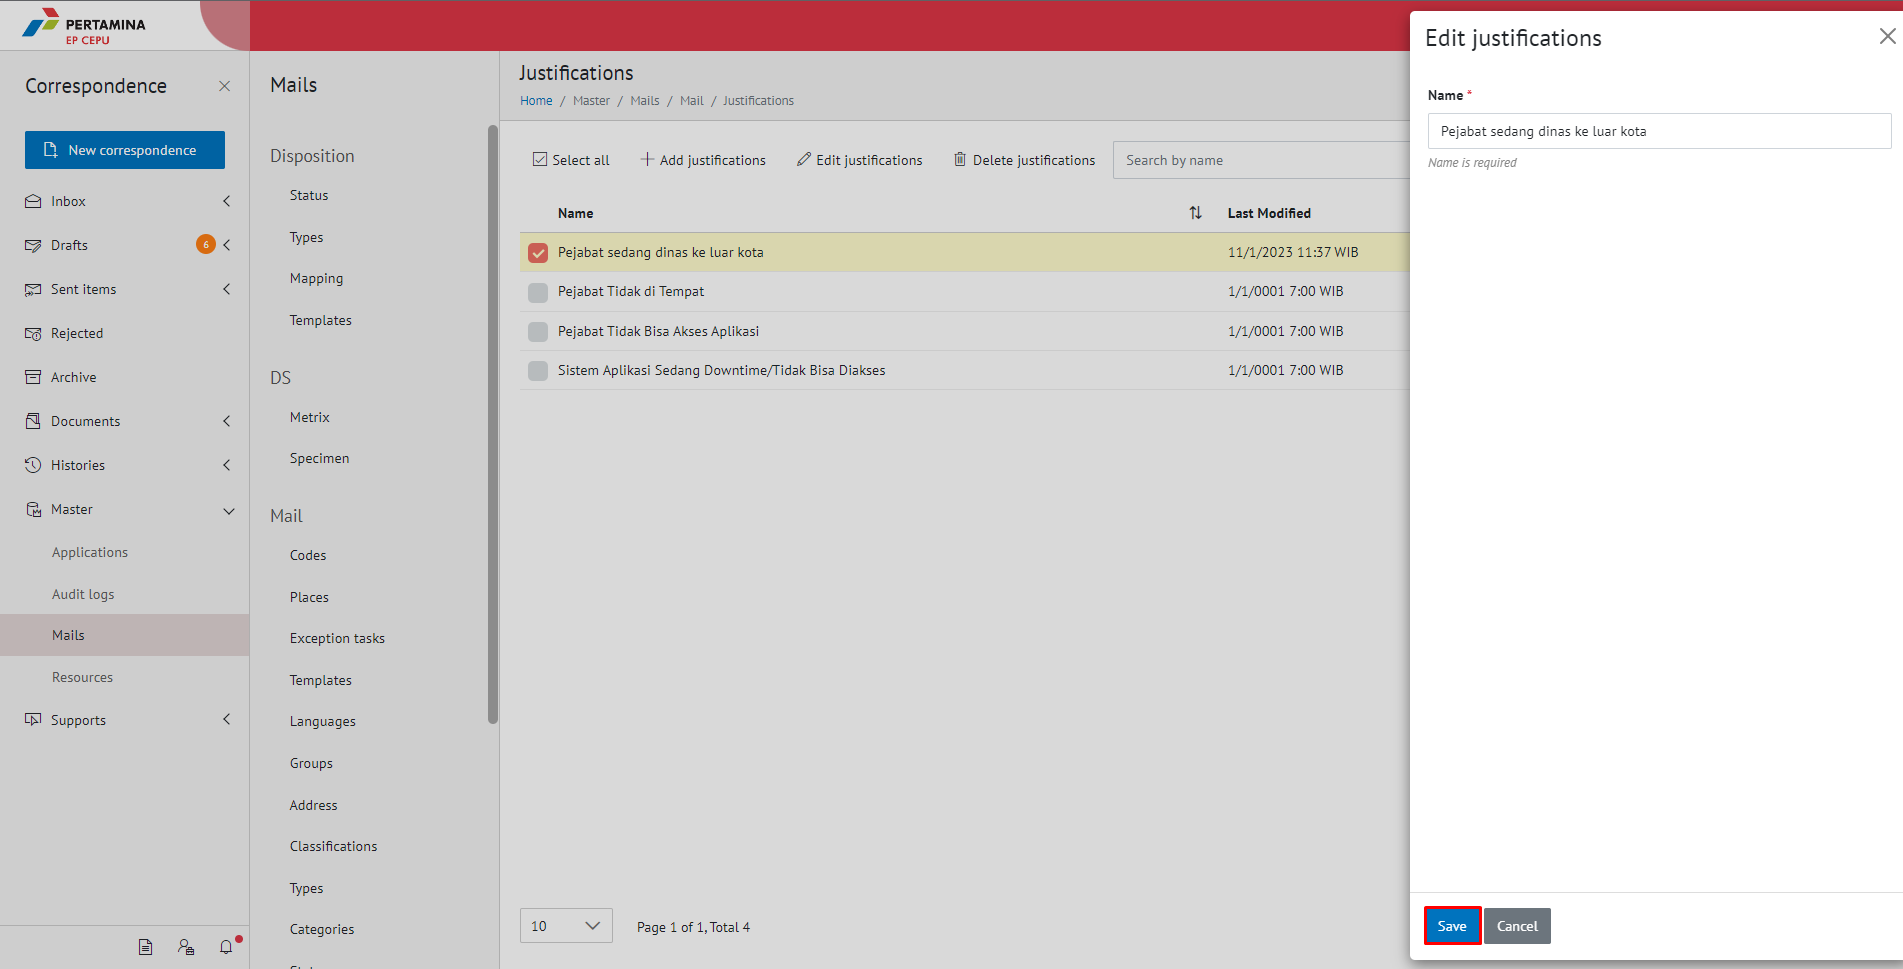 PERTAMINA
EP CEPU
Correspondence
New correspondence
Inbox
Drafts
6
Sent items
Rejected
Archive
Documents
Histories
Master
Applications
Audit logs
Mails
Resources
Supports
Mails
Disposition
Status
Types
Mapping
Templates
DS
Metrix
Specimen
Mail
Codes
Places
Exception tasks
Templates
Languages
Groups
Address
Classifications
Types
Categories
Justifications
Home / Master / Mails / Mail / Justifications
Select all Add justifications Edit justifications Delete justifications Search by name
Name Last Modified
Pejabat sedang dinas ke luar kota 11/1/2023 11:37 WIB
Pejabat Tidak di Tempat 1/1/0001 7:00 WIB
Pejabat Tidak Bisa Akses Aplikasi 1/1/0001 7:00 WIB
Sistem Aplikasi Sedang Downtime/Tidak Bisa Diakses 1/1/0001 7:00 WIB
10 Page 1 of 1, Total 4
Edit justifications
Name *
Pejabat sedang dinas ke luar kota
Name is required
Save Cancel